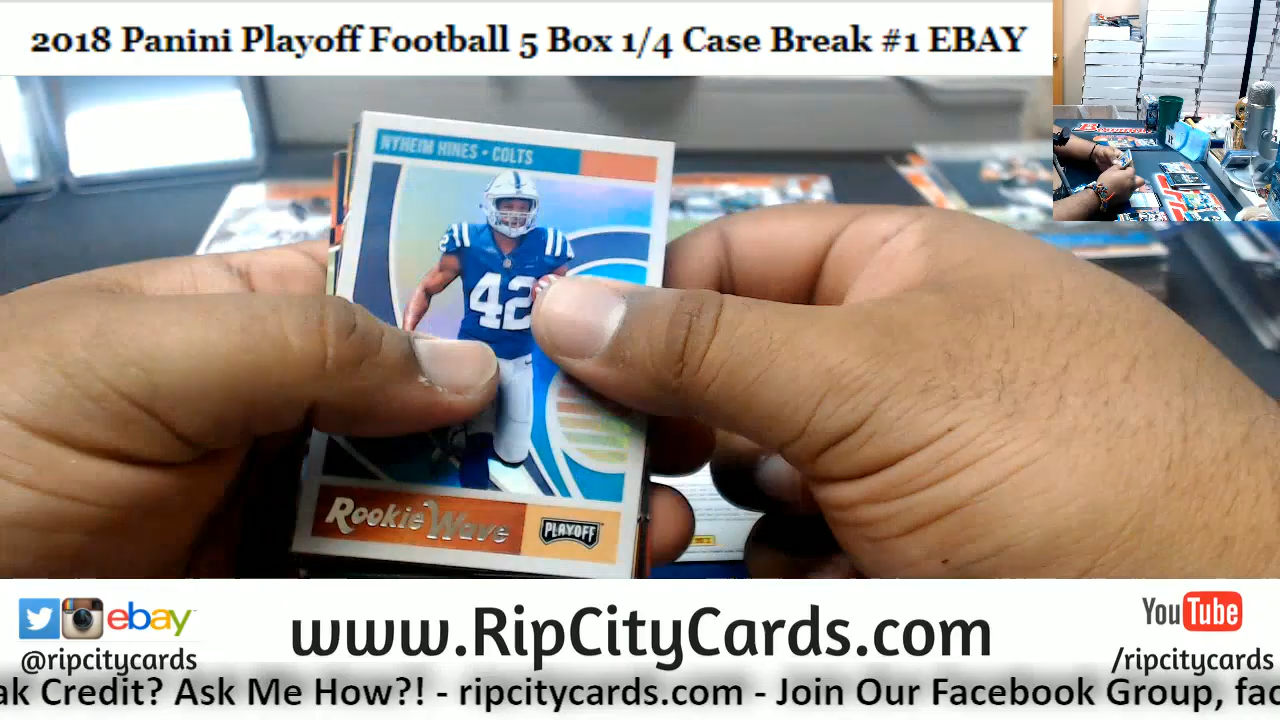 2018 Panini Playoff Football 5 Box 1/4 Case Break #1 EBAY
NYHEIM HINES - COLTS
42
Rookie Wave
PLAYOFF
ebay
@ripcitycards
www.RipCityCards.com
YouTube
/ripcitycards
ak Credit? Ask Me How?! - ripcitycards.com - Join Our Facebook Group, fac